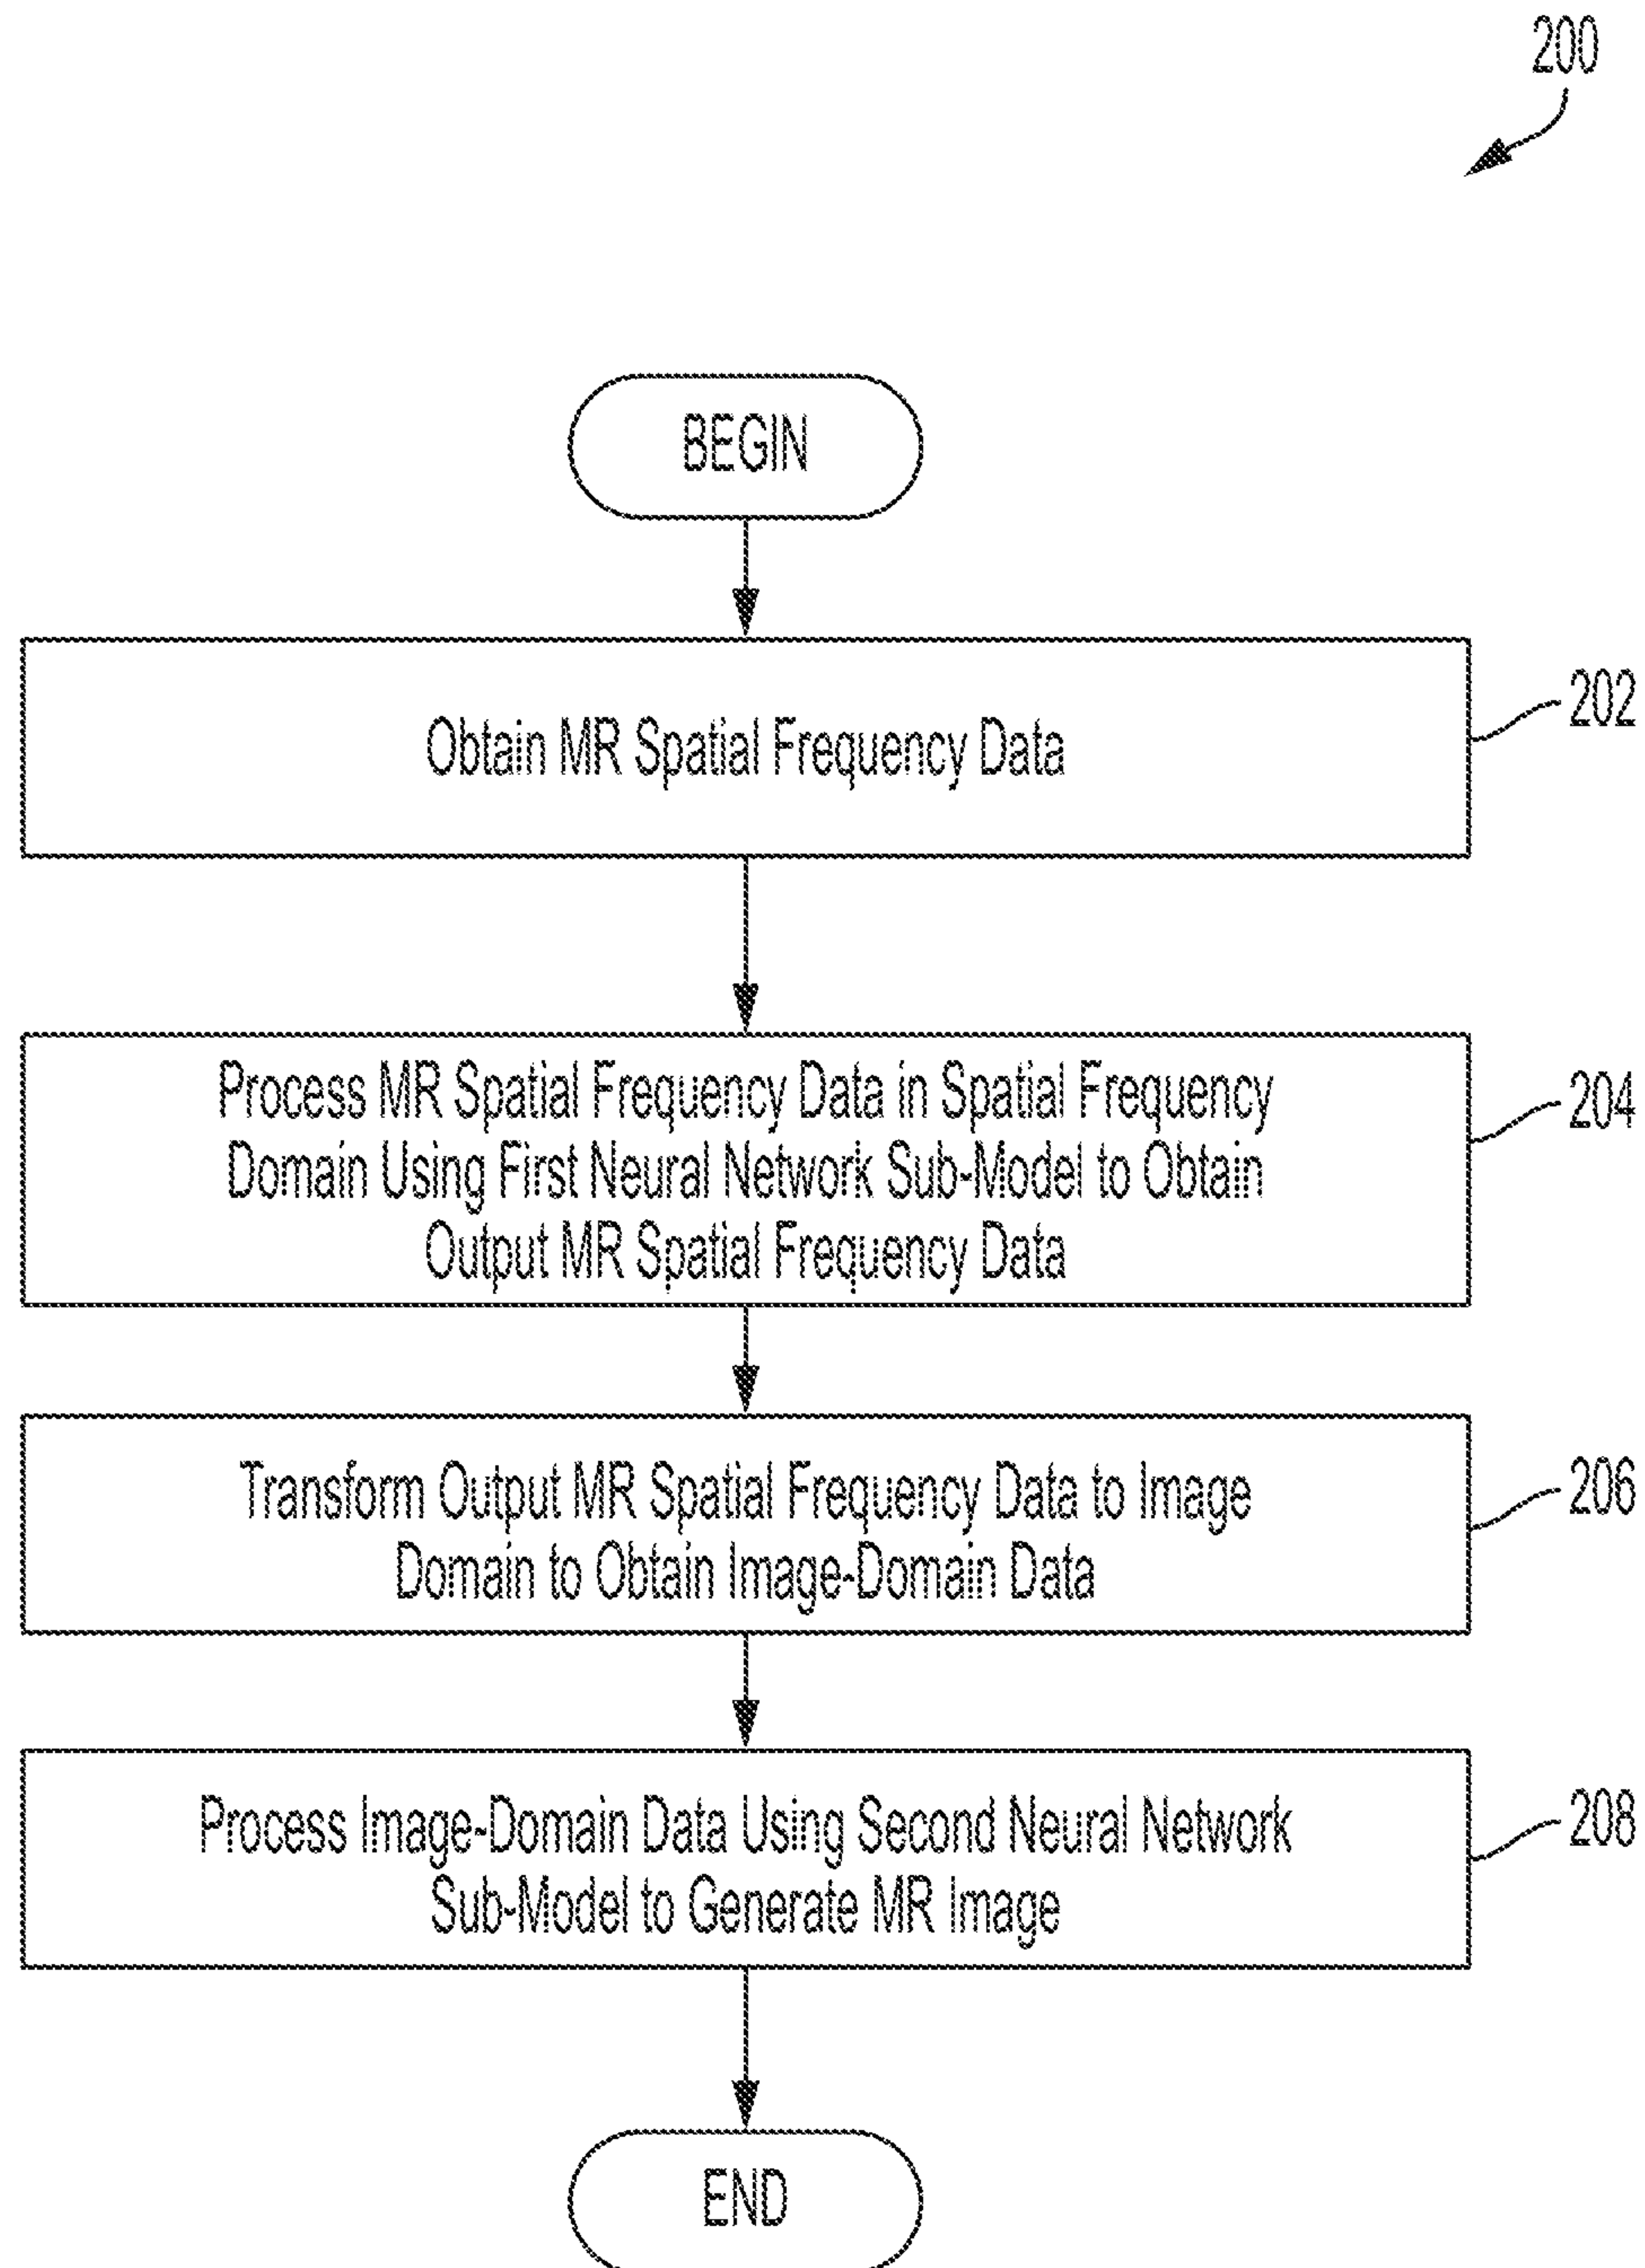 200
BEGIN
Obtain MR Spatial Frequency Data
202
Process MR Spatial Frequency Data in Spatial Frequency
Domain Using First Neural Network Sub-Model to Obtain
Output MR Spatial Frequency Data
204
Transform Output MR Spatial Frequency Data to Image
Domain to Obtain Image-Domain Data
206
Process Image-Domain Data Using Second Neural Network
Sub-Model to Generate MR Image
208
END